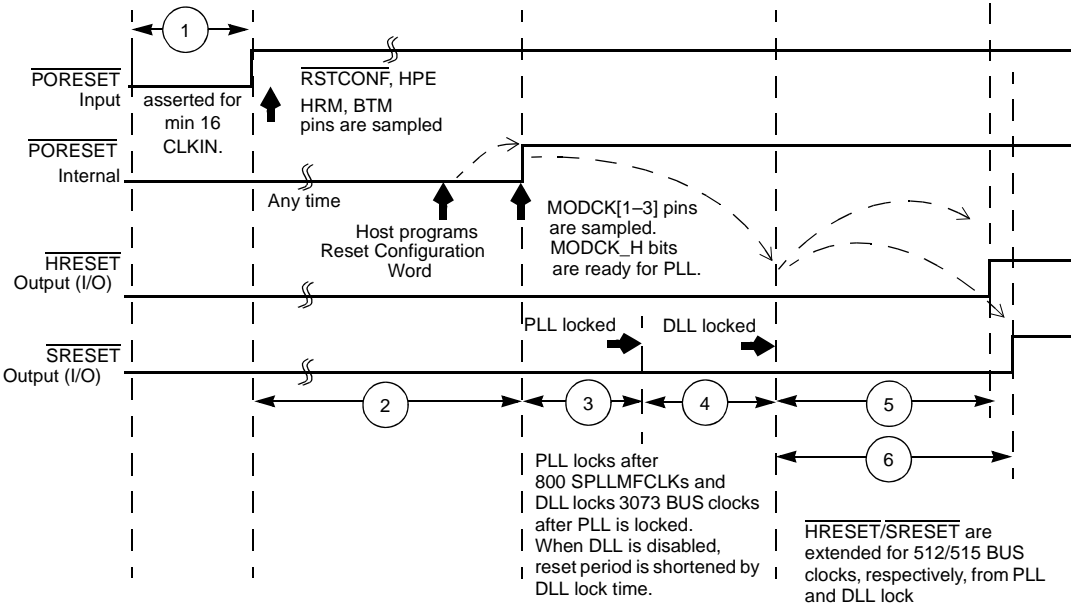 1
PORESET
Input
asserted for
min 16
CLKIN.
RSTCONF, HPE
HRM, BTM
pins are sampled
PORESET
Internal
Any time
Host programs
Reset Configuration
Word
MODCK[1–3] pins
are sampled.
MODCK_H bits
are ready for PLL.
HRESET
Output (I/O)
PLL locked
DLL locked
SRESET
Output (I/O)
2
3
4
5
6
PLL locks after
800 SPLLMFCLKs and
DLL locks 3073 BUS clocks
after PLL is locked.
When DLL is disabled,
reset period is shortened by
DLL lock time.
HRESET/SRESET are
extended for 512/515 BUS
clocks, respectively, from PLL
and DLL lock